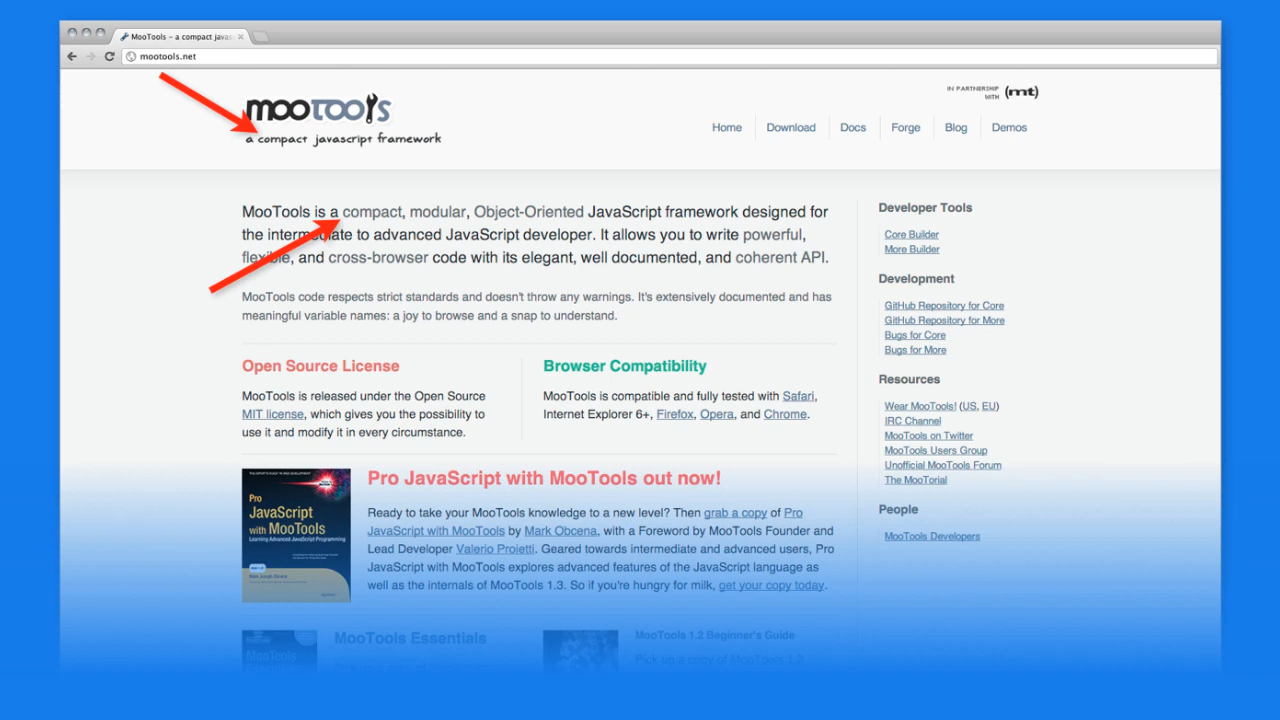 MooTools – a compact javas
mootools.net
mootools
a compact javascript framework
IN PARTNERSHIP
WITH
(mt)
Home Download Docs Forge Blog Demos
MooTools is a compact, modular, Object-Oriented JavaScript framework designed for
the intermediate to advanced JavaScript developer. It allows you to write powerful,
flexible, and cross-browser code with its elegant, well documented, and coherent API.
MooTools code respects strict standards and doesn't throw any warnings. It's extensively documented and has
meaningful variable names: a joy to browse and a snap to understand.
Open Source License
MooTools is released under the Open Source
MIT license, which gives you the possibility to
use it and modify it in every circumstance.
Browser Compatibility
MooTools is compatible and fully tested with Safari,
Internet Explorer 6+, Firefox, Opera, and Chrome.
Pro
JavaScript
with MooTools
Learning Advanced JavaScript Programming
Pro JavaScript with MooTools out now!
Ready to take your MooTools knowledge to a new level? Then grab a copy of Pro
JavaScript with MooTools by Mark Obcena, with a Foreword by MooTools Founder and
Lead Developer Valerio Proietti. Geared towards intermediate and advanced users, Pro
JavaScript with MooTools explores advanced features of the JavaScript language as
well as the internals of MooTools 1.3. So if you're hungry for milk, get your copy today.
MooTools
MooTools Essentials
MooTools 1.2 Beginner's Guide
Pick up a copy of MooTools 1.2
Developer Tools
Core Builder
More Builder
Development
GitHub Repository for Core
GitHub Repository for More
Bugs for Core
Bugs for More
Resources
Wear MooTools! (US, EU)
IRC Channel
MooTools on Twitter
MooTools Users Group
Unofficial MooTools Forum
The MooTorial
People
MooTools Developers